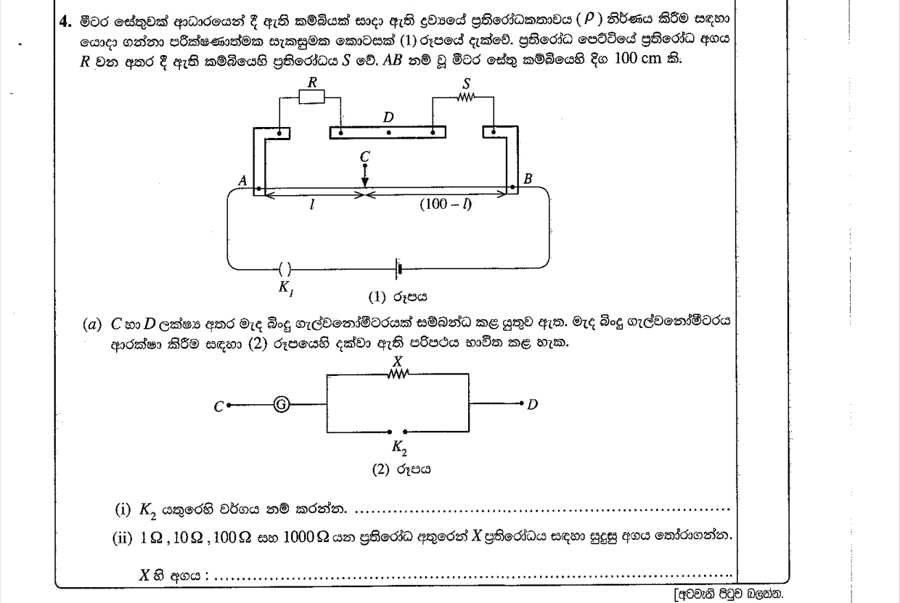 4. මීටර සේතුවක් ආධාරයෙන් දී ඇති කම්බියක් සාදා ඇති ද්‍රව්‍යයේ ප්‍රතිරෝධකතාවය (ρ) නිර්ණය කිරීම සඳහා
යොදා ගන්නා පරීක්ෂණාත්මක සැකසුමක කොටසක් (1) රූපයේ දැක්වේ. ප්‍රතිරෝධ පෙට්ටියේ ප්‍රතිරෝධ අගය
R වන අතර දී ඇති කම්බියෙහි ප්‍රතිරෝධය S වේ. AB නම් වූ මීටර සේතු කම්බියෙහි දිග 100 cm කි.
R
S
D
C
A
B
l
(100 – l)
K1
(1) රූපය
(a) C හා D ලක්ෂ්‍ය අතර මැද බිංදු ගැල්වනෝමීටරයක් සම්බන්ධ කළ යුතුව ඇත. මැද බිංදු ගැල්වනෝමීටරය
ආරක්ෂා කිරීම සඳහා (2) රූපයෙහි දක්වා ඇති පරිපථය භාවිත කළ හැක.
X
C
G
D
K2
(2) රූපය
(i) K2 යතුරෙහි වර්ගය නම් කරන්න. ........................................................
(ii) 1 Ω , 10 Ω , 100 Ω සහ 1000 Ω යන ප්‍රතිරෝධ අතුරෙන් X ප්‍රතිරෝධය සඳහා සුදුසු අගය තෝරාගන්න.
X හි අගය : ........................................................
[අටවැනි පිටුව බලන්න.